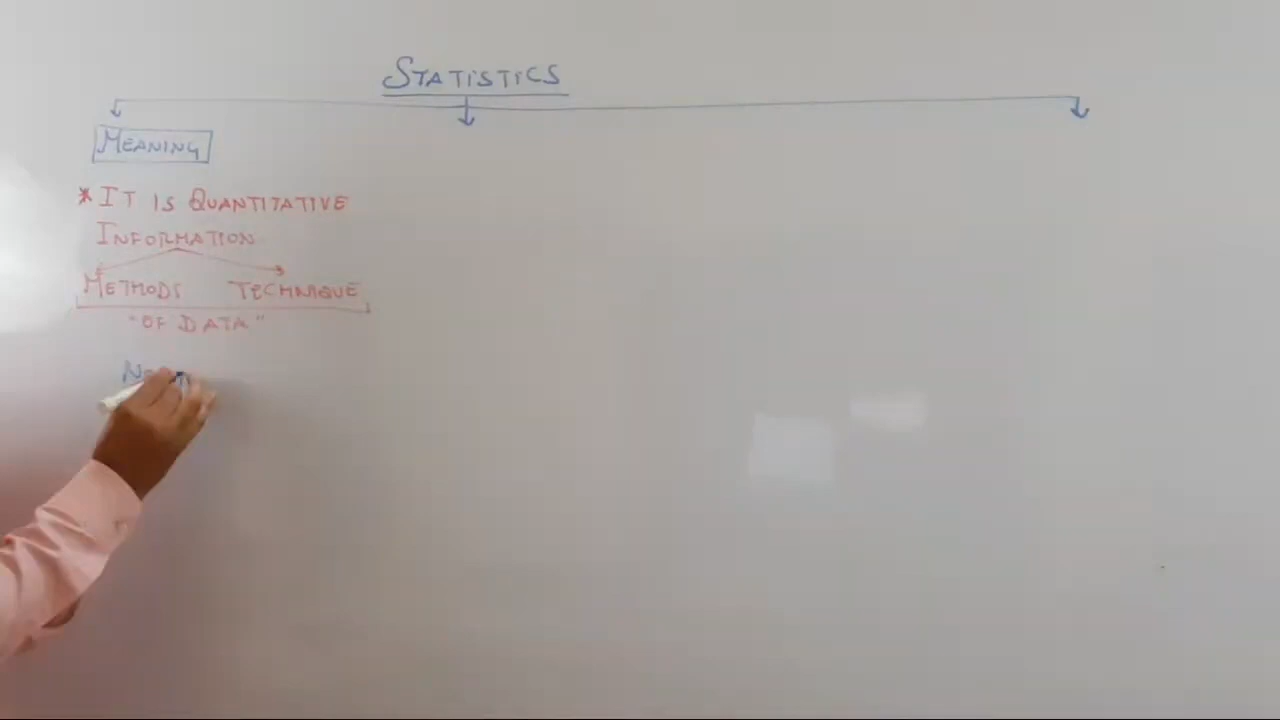 STATISTICS
MEANING
*IT IS QUANTITATIVE
INFORMATION
METHODS TECHNIQUE
"OF DATA"